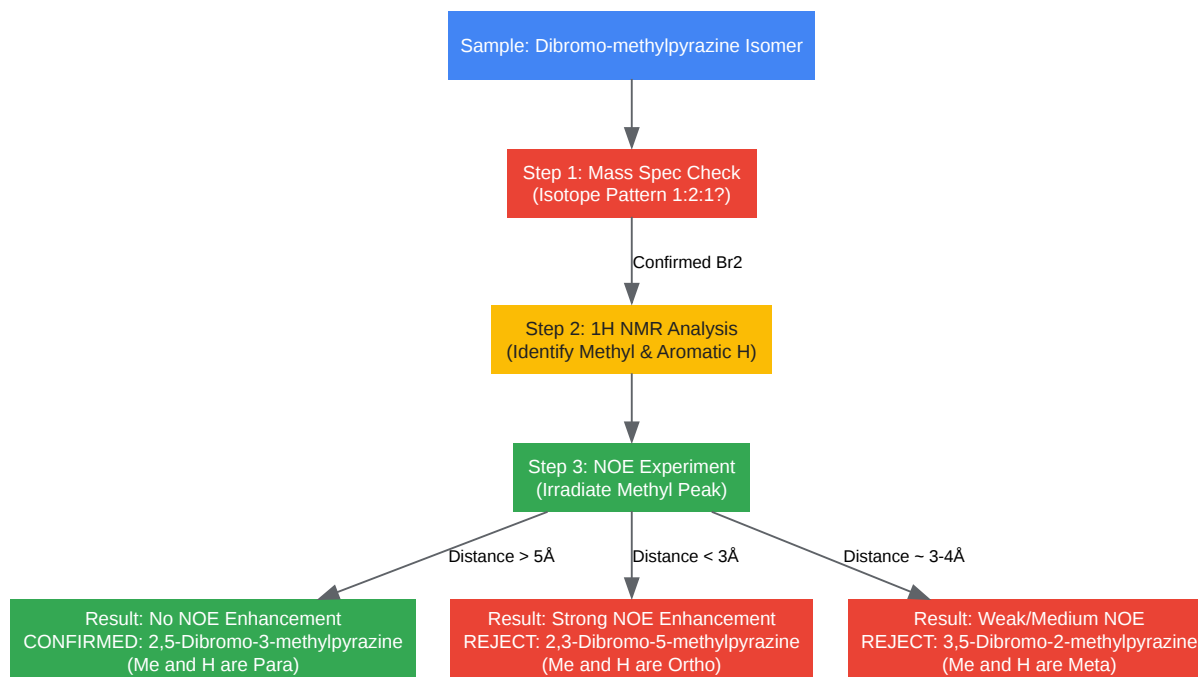 Sample: Dibromo-methylpyrazine Isomer
Step 1: Mass Spec Check
(Isotope Pattern 1:2:1?)
Confirmed Br2
Step 2: 1H NMR Analysis
(Identify Methyl & Aromatic H)
Step 3: NOE Experiment
(Irradiate Methyl Peak)
Distance > 5Å
Distance < 3Å
Distance ~ 3-4Å
Result: No NOE Enhancement
CONFIRMED: 2,5-Dibromo-3-methylpyrazine
(Me and H are Para)
Result: Strong NOE Enhancement
REJECT: 2,3-Dibromo-5-methylpyrazine
(Me and H are Ortho)
Result: Weak/Medium NOE
REJECT: 3,5-Dibromo-2-methylpyrazine
(Me and H are Meta)